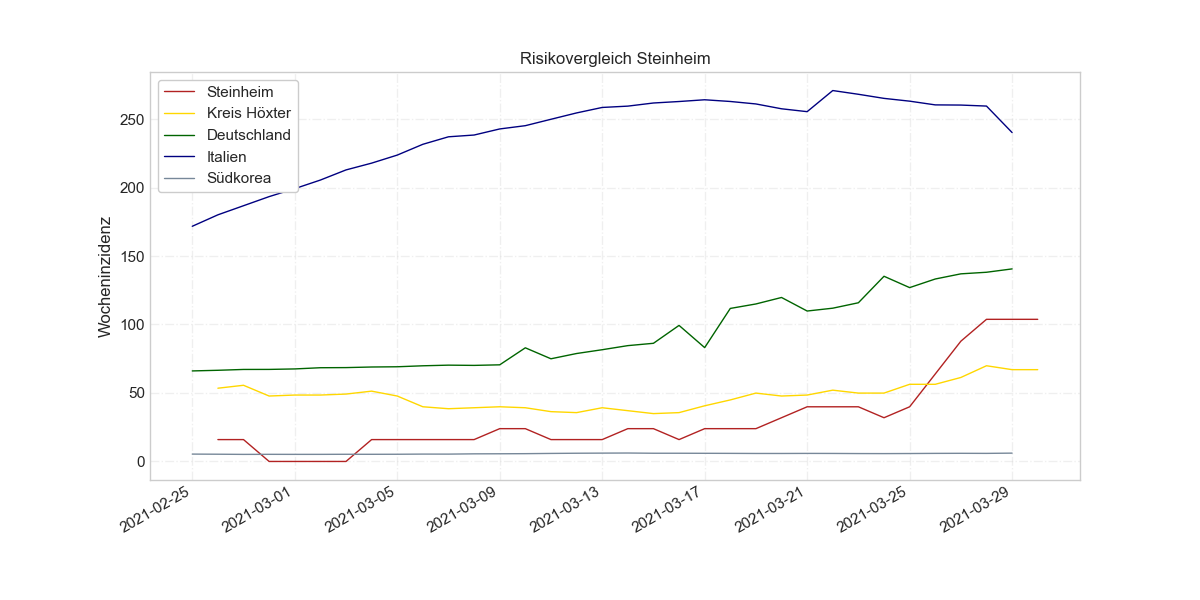 Risikovergleich Steinheim
Steinheim
Kreis Höxter
Deutschland
Italien
Südkorea
Wocheninzidenz
250
200
150
100
50
0
2021-02-25
2021-03-01
2021-03-05
2021-03-09
2021-03-13
2021-03-17
2021-03-21
2021-03-25
2021-03-29